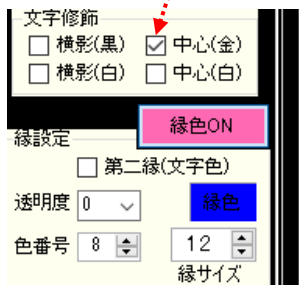 文字修飾
横影(黒) 中心(金)
横影(白) 中心(白)
縁色ON
縁設定
第二縁(文字色)
透明度 0 縁色
色番号 8 12
縁サイズ